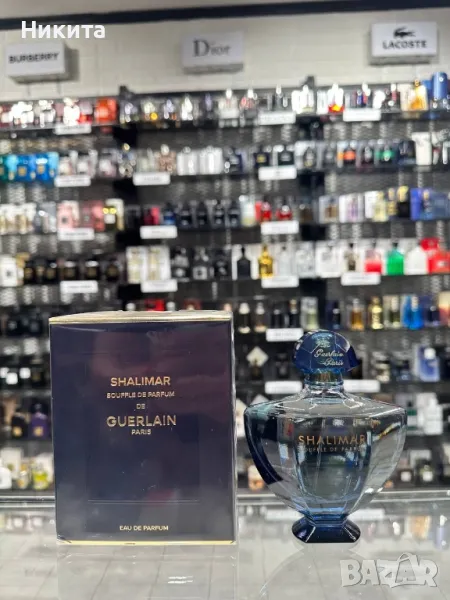 Никита
BURBERRY
Dior
LACOSTE
SHALIMAR
SOUFFLE DE PARFUM
DE
GUERLAIN
PARIS
EAU DE PARFUM
Guerlain
Paris
SHALIMAR
SOUFFLE DE PARFUM
BAZAR